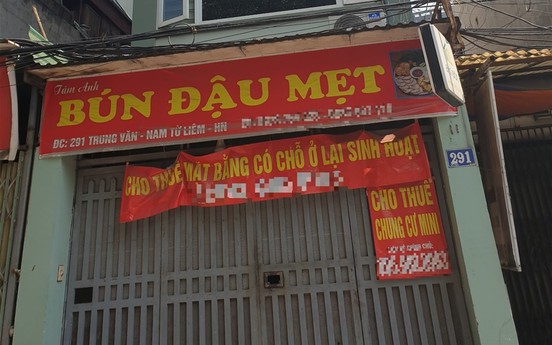 Tâm Anh
BÚN ĐẬU MẸT
ĐC: 291 TRUNG VĂN - NAM TỪ LIÊM - HN
CHO THUÊ MẶT BẰNG CÓ CHỖ Ở LẠI SINH HOẠT
291
CHO THUÊ
CHUNG CƯ MINI